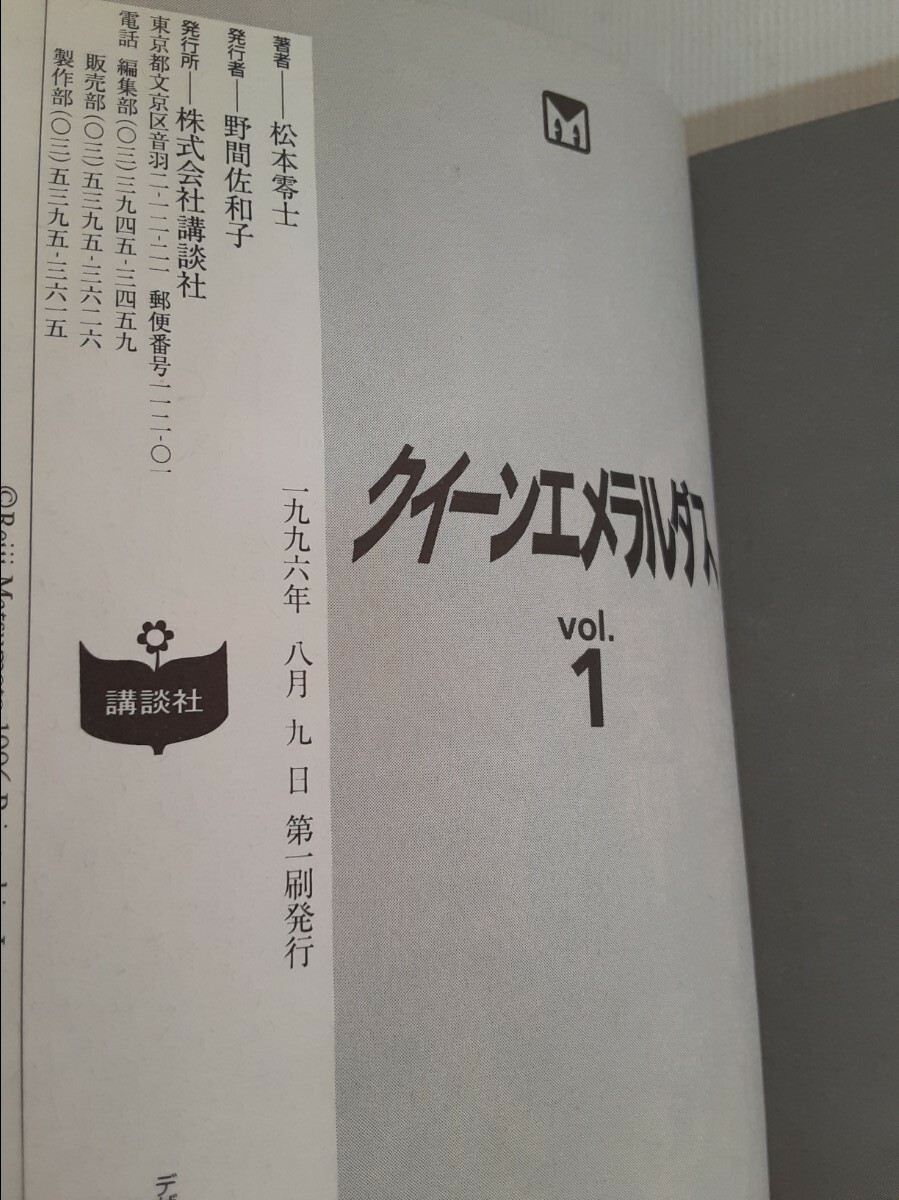 クイーンエメラルダス
vol.
1
一九九六年 八月 九 日 第一刷発行
著者━━松本零士
発行者━━野間佐和子
発行所━━株式会社講談社
東京都文京区音羽二-一二-二一 郵便番号一一二-〇一
電話 編集部(〇三)三九四五-三四五九
販売部(〇三)五三九五-三六二六
製作部(〇三)五三九五-三六一五
講談社
©Reiji Matsumoto 1996